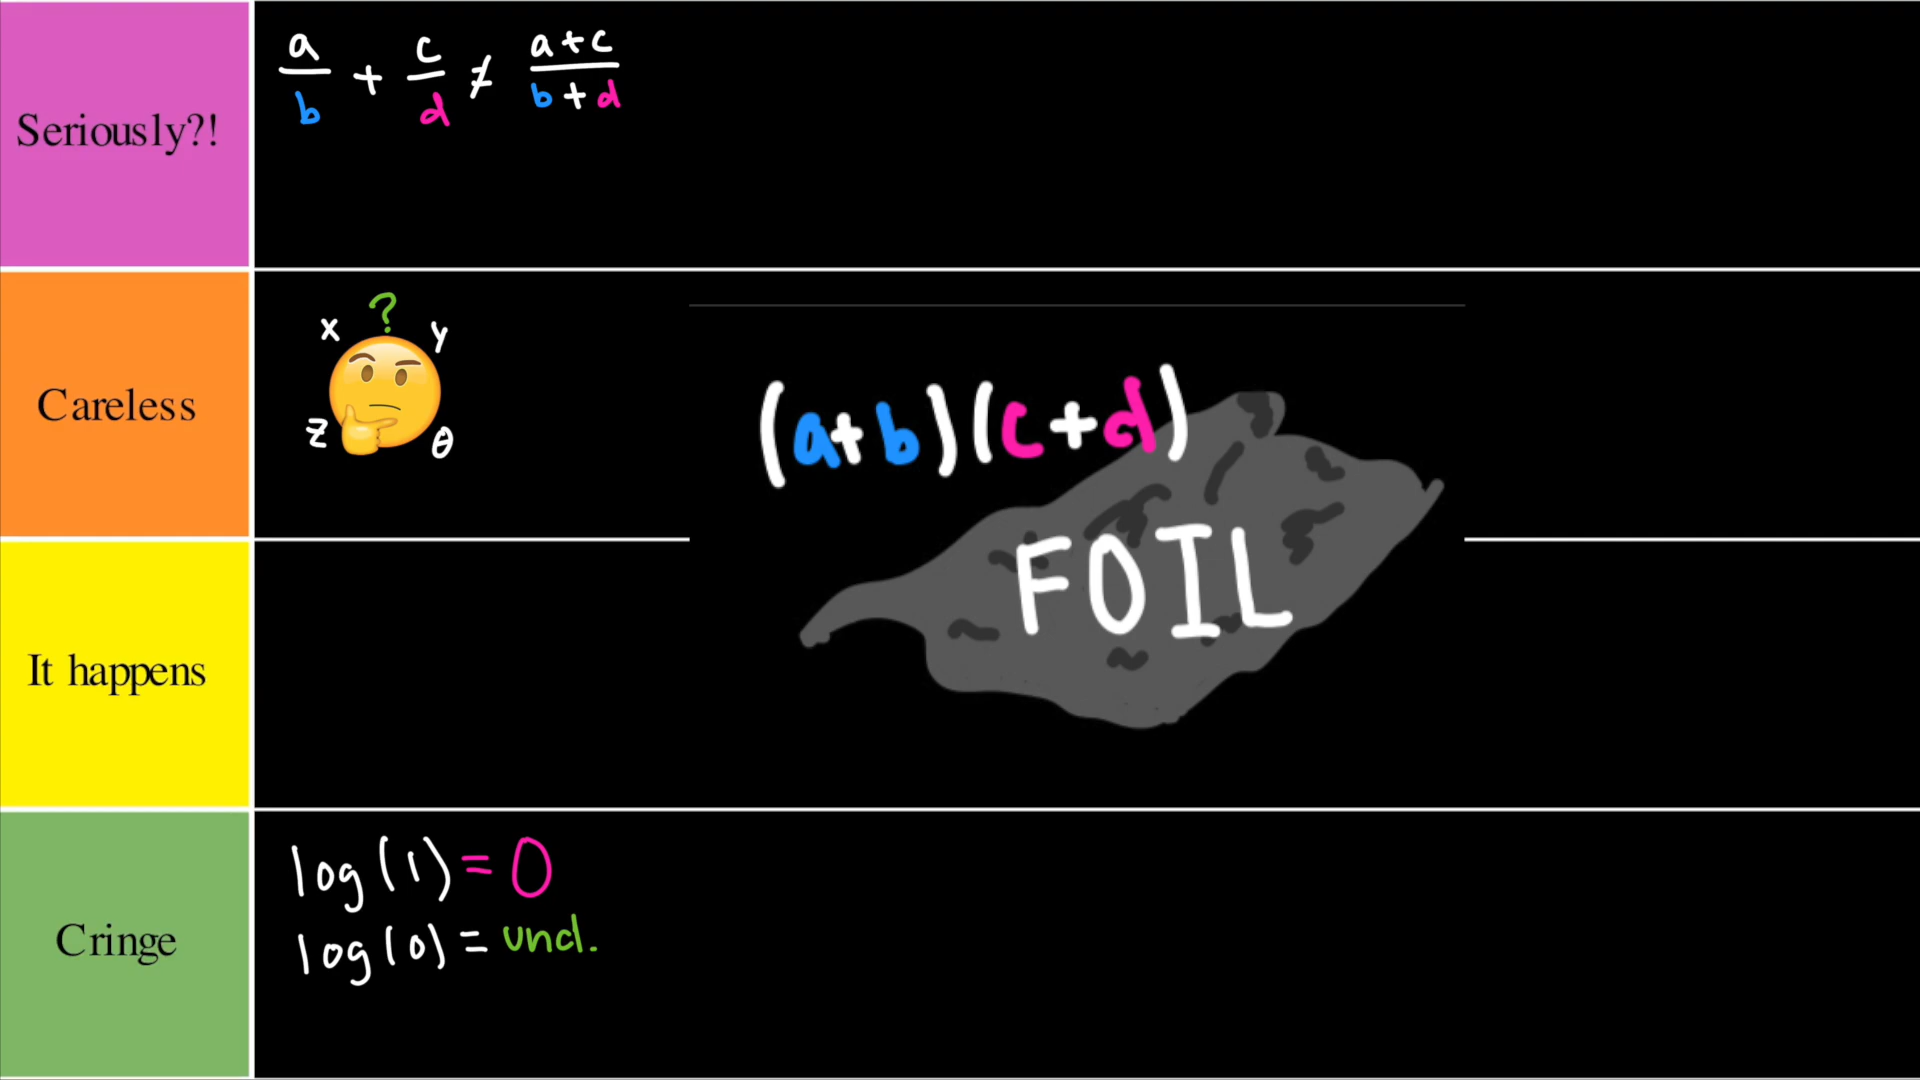 Seriously?!
a/b + c/d ≠ a+c/b+d
Careless
x ? y
z θ
(a+b)(c+d)
FOIL
It happens
Cringe
log(1)=0
log(0)=und.